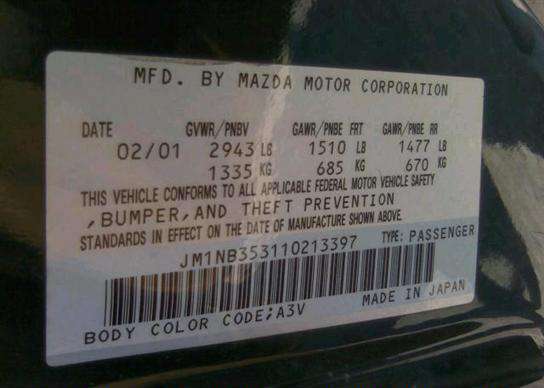 MFD. BY MAZDA MOTOR CORPORATION
DATE GVWR/PNBV GAWR/PNBE FRT GAWR/PNBE RR
02/01 2943 LB 1510 LB 1477 LB
1335 KG 685 KG 670 KG
THIS VEHICLE CONFORMS TO ALL APPLICABLE FEDERAL MOTOR VEHICLE SAFETY
,BUMPER,AND THEFT PREVENTION
STANDARDS IN EFFECT ON THE DATE OF MANUFACTURE SHOWN ABOVE.
JM1NB353110213397 TYPE: PASSENGER
BODY COLOR CODE;A3V MADE IN JAPAN